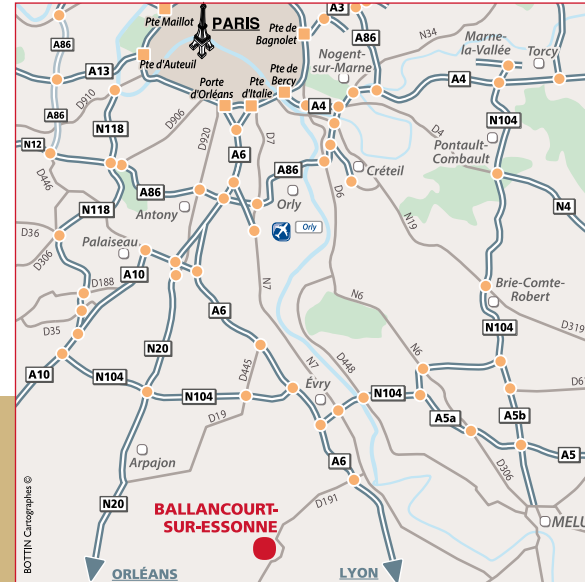 Pte Maillot
PARIS
A3
Pte de
Bagnolet
A86
N34
Marne-
la-Vallée
Torcy
A86
Nogent-
sur-Marne
Pte d'Auteuil
A13
D910
Porte
d'Orléans
Pte
d'Italie
Pte de
Bercy
A4
A4
A86
N118
D906
D920
D7
D4
N104
Pontault-
Combault
N12
A6
A86
Créteil
D446
A86
D6
N118
Antony
Orly
N4
D36
D306
Palaiseau
Orly
N19
A10
D188
N7
Brie-Comte-
Robert
N6
A6
D35
N104
D319
N20
N7
D448
N6
A10
N104
D445
Évry
N104
N104
D6
D19
A5a
A5b
A5
Arpajon
A6
D306
N20
D191
BALLANCOURT-
SUR-ESSONNE
MELU
ORLÉANS
LYON
BOTTIN Cartographes ©